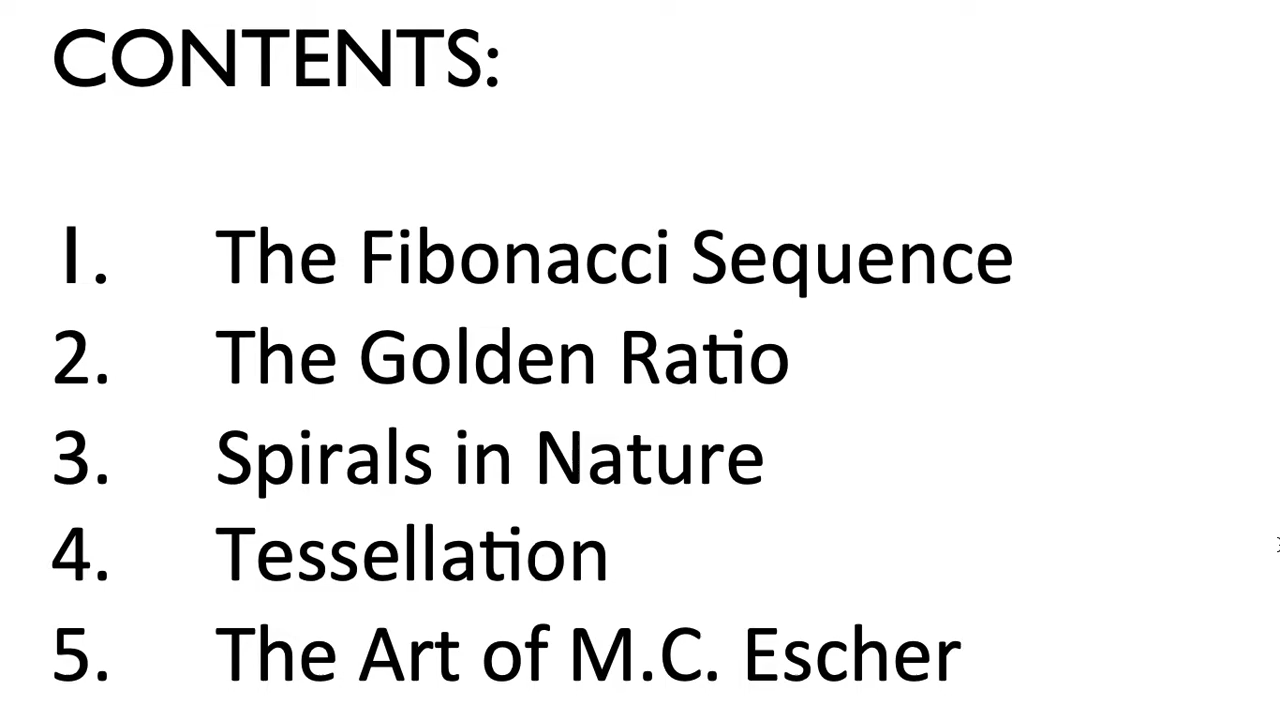 CONTENTS:
1. The Fibonacci Sequence
2. The Golden Ratio
3. Spirals in Nature
4. Tessellation
5. The Art of M.C. Escher